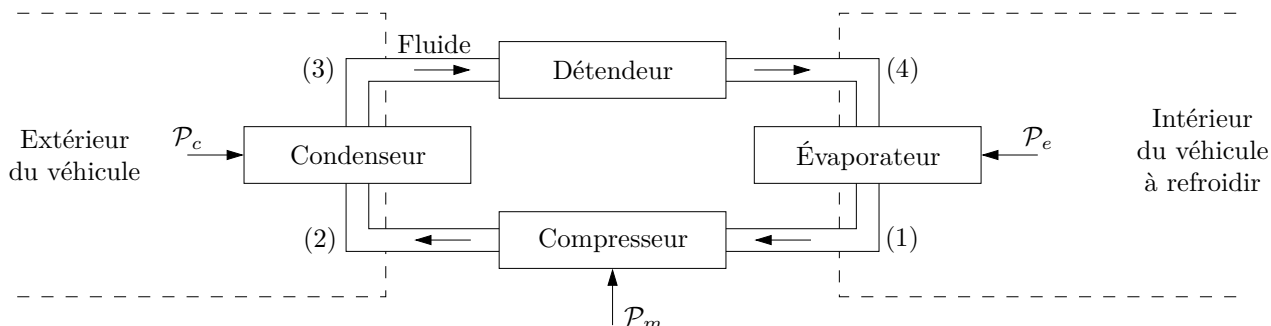 Fluide
(3)
Détendeur
(4)
Extérieur
du véhicule
𝒫c
Condenseur
Évaporateur
𝒫e
Intérieur
du véhicule
à refroidir
(2)
Compresseur
(1)
𝒫m